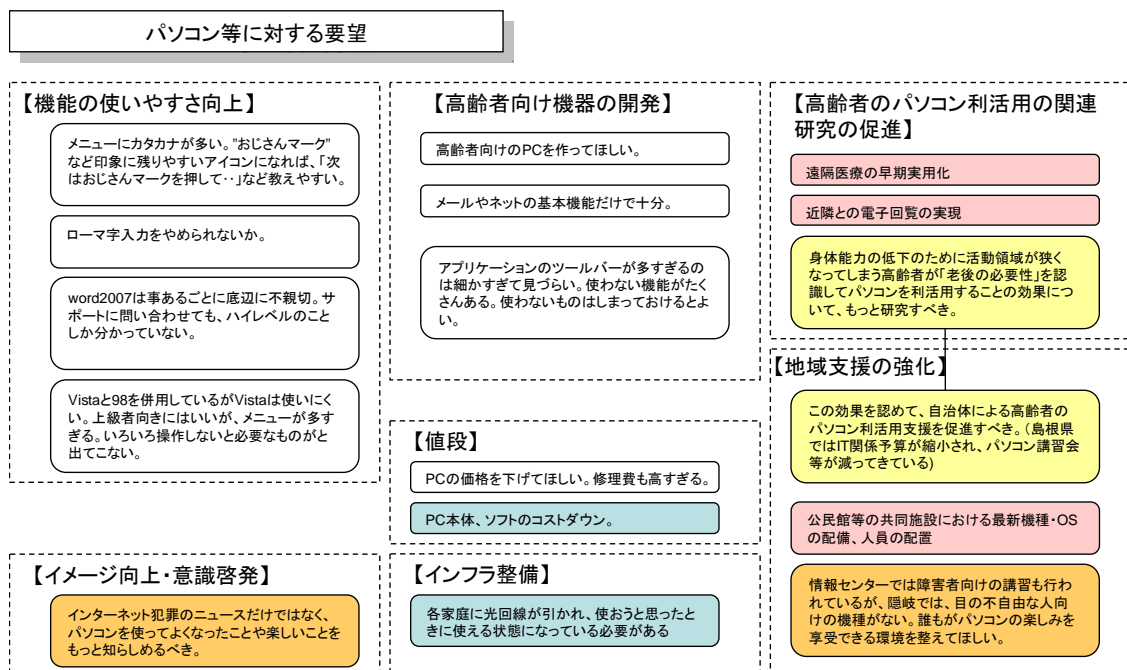 パソコン等に対する要望
【機能の使いやすさ向上】
メニューにカタカナが多い。”おじさんマーク”
など印象に残りやすいアイコンになれば、「次
はおじさんマークを押して‥」など教えやすい。
ローマ字入力をやめられないか。
word2007は事あるごとに底辺に不親切。サ
ポートに問い合わせても、ハイレベルのこと
しか分かっていない。
Vistaと98を併用しているがVistaは使いにく
い。上級者向きにはいいが、メニューが多す
ぎる。いろいろ操作しないと必要なものがと
出てこない。
【イメージ向上・意識啓発】
インターネット犯罪のニュースだけではなく、
パソコンを使ってよくなったことや楽しいことを
もっと知らしめるべき。
【高齢者向け機器の開発】
高齢者向けのPCを作ってほしい。
メールやネットの基本機能だけで十分。
アプリケーションのツールバーが多すぎるの
は細かすぎて見づらい。使わない機能がたく
さんある。使わないものはしまっておけるとよ
い。
【値段】
PCの価格を下げてほしい。修理費も高すぎる。
PC本体、ソフトのコストダウン。
【インフラ整備】
各家庭に光回線が引かれ、使おうと思ったと
きに使える状態になっている必要がある
【高齢者のパソコン利活用の関連
研究の促進】
遠隔医療の早期実用化
近隣との電子回覧の実現
身体能力の低下のために活動領域が狭く
なってしまう高齢者が「老後の必要性」を認
識してパソコンを利活用することの効果につ
いて、もっと研究すべき。
【地域支援の強化】
この効果を認めて、自治体による高齢者の
パソコン利活用支援を促進すべき。(島根県
ではIT関係予算が縮小され、パソコン講習会
等が減ってきている)
公民館等の共同施設における最新機種・OS
の配備、人員の配置
情報センターでは障害者向けの講習も行わ
れているが、隠岐では、目の不自由な人向
けの機種がない。誰もがパソコンの楽しみを
享受できる環境を整えてほしい。